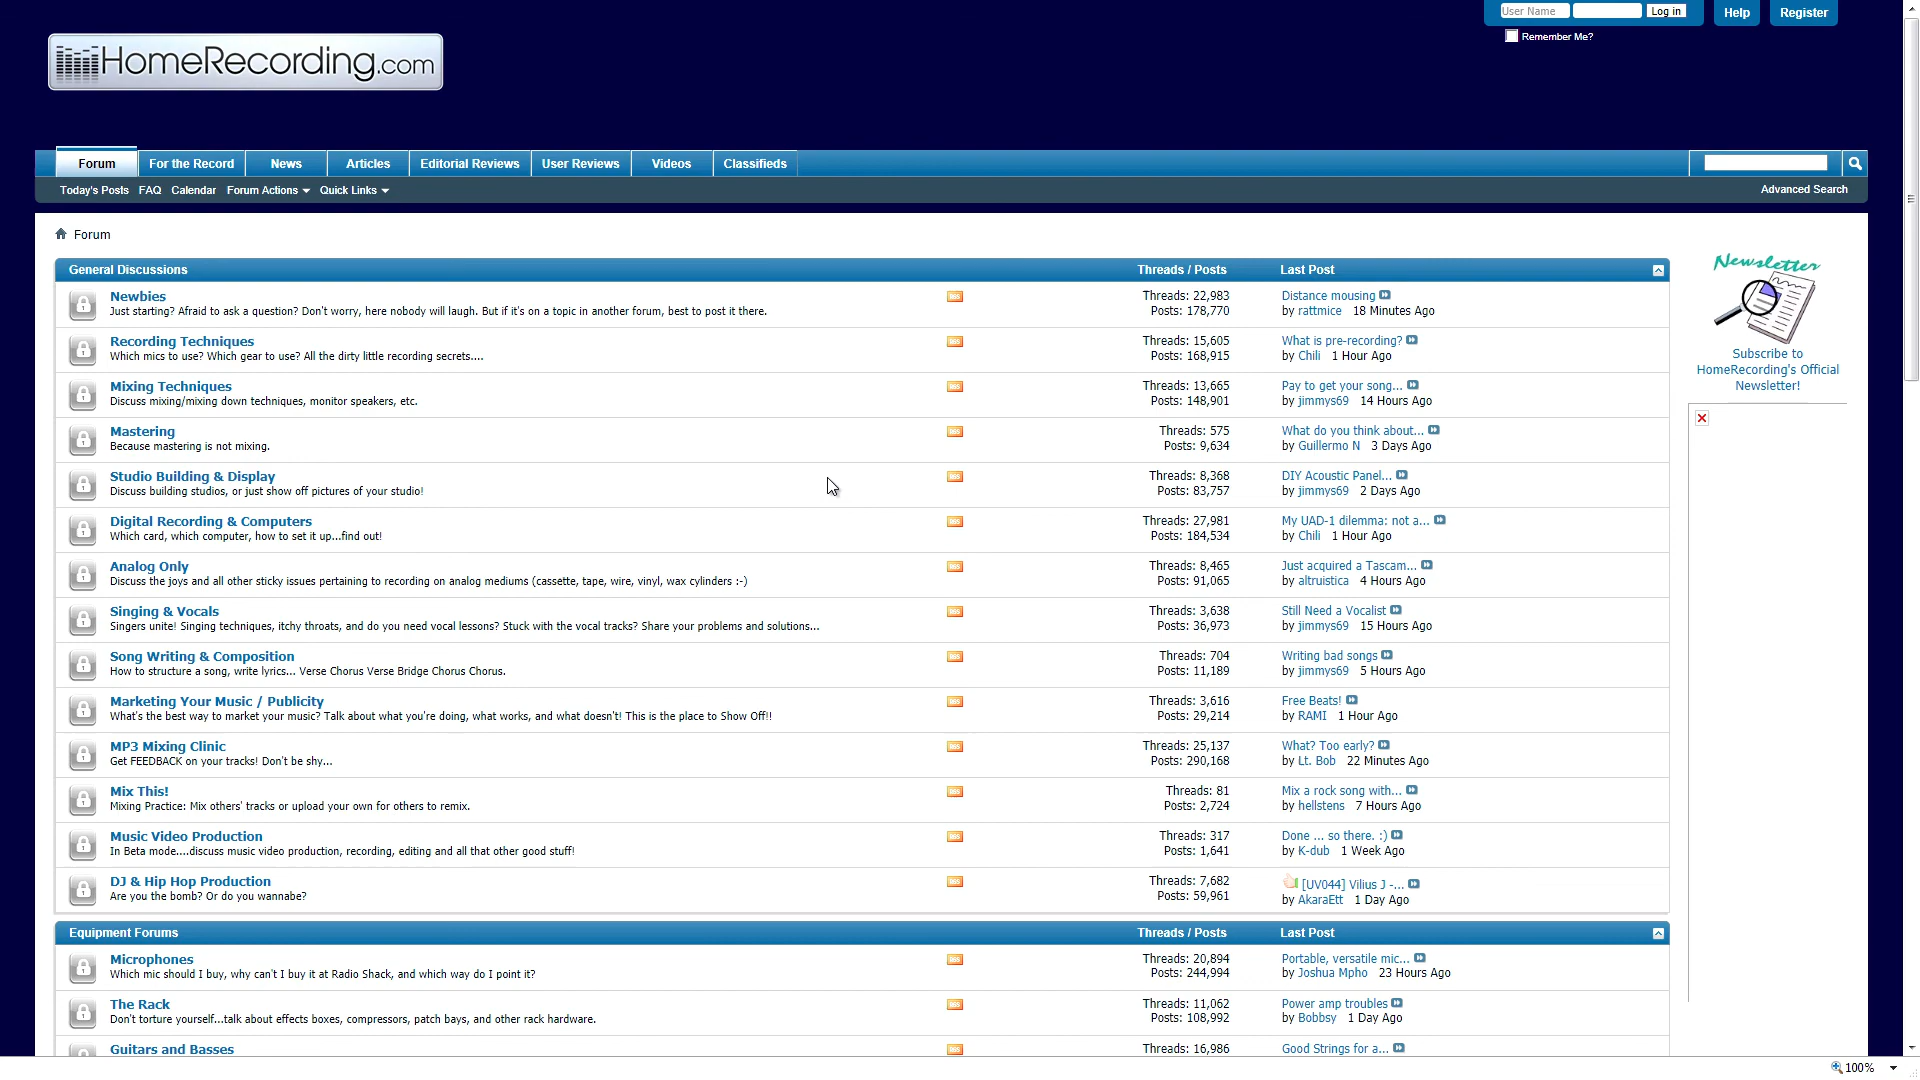 User Name
Log in
Help
Register
Remember Me?
HomeRecording.com
Forum
For the Record
News
Articles
Editorial Reviews
User Reviews
Videos
Classifieds
Today's Posts
FAQ
Calendar
Forum Actions
Quick Links
Advanced Search
Forum
General Discussions Threads / Posts Last Post
Newbies
Just starting? Afraid to ask a question? Don't worry, here nobody will laugh. But if it's on a topic in another forum, best to post it there.
Threads: 22,983
Posts: 178,770
Distance mousing
by rattmice 18 Minutes Ago
Recording Techniques
Which mics to use? Which gear to use? All the dirty little recording secrets....
Threads: 15,605
Posts: 168,915
What is pre-recording?
by Chili 1 Hour Ago
Mixing Techniques
Discuss mixing/mixing down techniques, monitor speakers, etc.
Threads: 13,665
Posts: 148,901
Pay to get your song...
by jimmys69 14 Hours Ago
Mastering
Because mastering is not mixing.
Threads: 575
Posts: 9,634
What do you think about...
by Guillermo N 3 Days Ago
Studio Building & Display
Discuss building studios, or just show off pictures of your studio!
Threads: 8,368
Posts: 83,757
DIY Acoustic Panel...
by jimmys69 2 Days Ago
Digital Recording & Computers
Which card, which computer, how to set it up...find out!
Threads: 27,981
Posts: 184,534
My UAD-1 dilemma: not a...
by Chili 1 Hour Ago
Analog Only
Discuss the joys and all other sticky issues pertaining to recording on analog mediums (cassette, tape, wire, vinyl, wax cylinders :-)
Threads: 8,465
Posts: 91,065
Just acquired a Tascam...
by altruistica 4 Hours Ago
Singing & Vocals
Singers unite! Singing techniques, itchy throats, and do you need vocal lessons? Stuck with the vocal tracks? Share your problems and solutions...
Threads: 3,638
Posts: 36,973
Still Need a Vocalist
by jimmys69 15 Hours Ago
Song Writing & Composition
How to structure a song, write lyrics... Verse Chorus Verse Bridge Chorus Chorus.
Threads: 704
Posts: 11,189
Writing bad songs
by jimmys69 5 Hours Ago
Marketing Your Music / Publicity
What's the best way to market your music? Talk about what you're doing, what works, and what doesn't! This is the place to Show Off!!
Threads: 3,616
Posts: 29,214
Free Beats!
by RAMI 1 Hour Ago
MP3 Mixing Clinic
Get FEEDBACK on your tracks! Don't be shy...
Threads: 25,137
Posts: 290,168
What? Too early?
by Lt. Bob 22 Minutes Ago
Mix This!
Mixing Practice: Mix others' tracks or upload your own for others to remix.
Threads: 81
Posts: 2,724
Mix a rock song with...
by hellstens 7 Hours Ago
Music Video Production
In Beta mode....discuss music video production, recording, editing and all that other good stuff!
Threads: 317
Posts: 1,641
Done ... so there. :)
by K-dub 1 Week Ago
DJ & Hip Hop Production
Are you the bomb? Or do you wannabe?
Threads: 7,682
Posts: 59,961
[UV044] Vilius J -...
by AkaraEtt 1 Day Ago
Equipment Forums Threads / Posts Last Post
Microphones
Which mic should I buy, why can't I buy it at Radio Shack, and which way do I point it?
Threads: 20,894
Posts: 244,994
Portable, versatile mic...
by Joshua Mpho 23 Hours Ago
The Rack
Don't torture yourself...talk about effects boxes, compressors, patch bays, and other rack hardware.
Threads: 11,062
Posts: 108,992
Power amp troubles
by Bobbsy 1 Day Ago
Guitars and Basses
Threads: 16,986
Good Strings for a...
Newsletter
Subscribe to
HomeRecording's Official
Newsletter!
100%